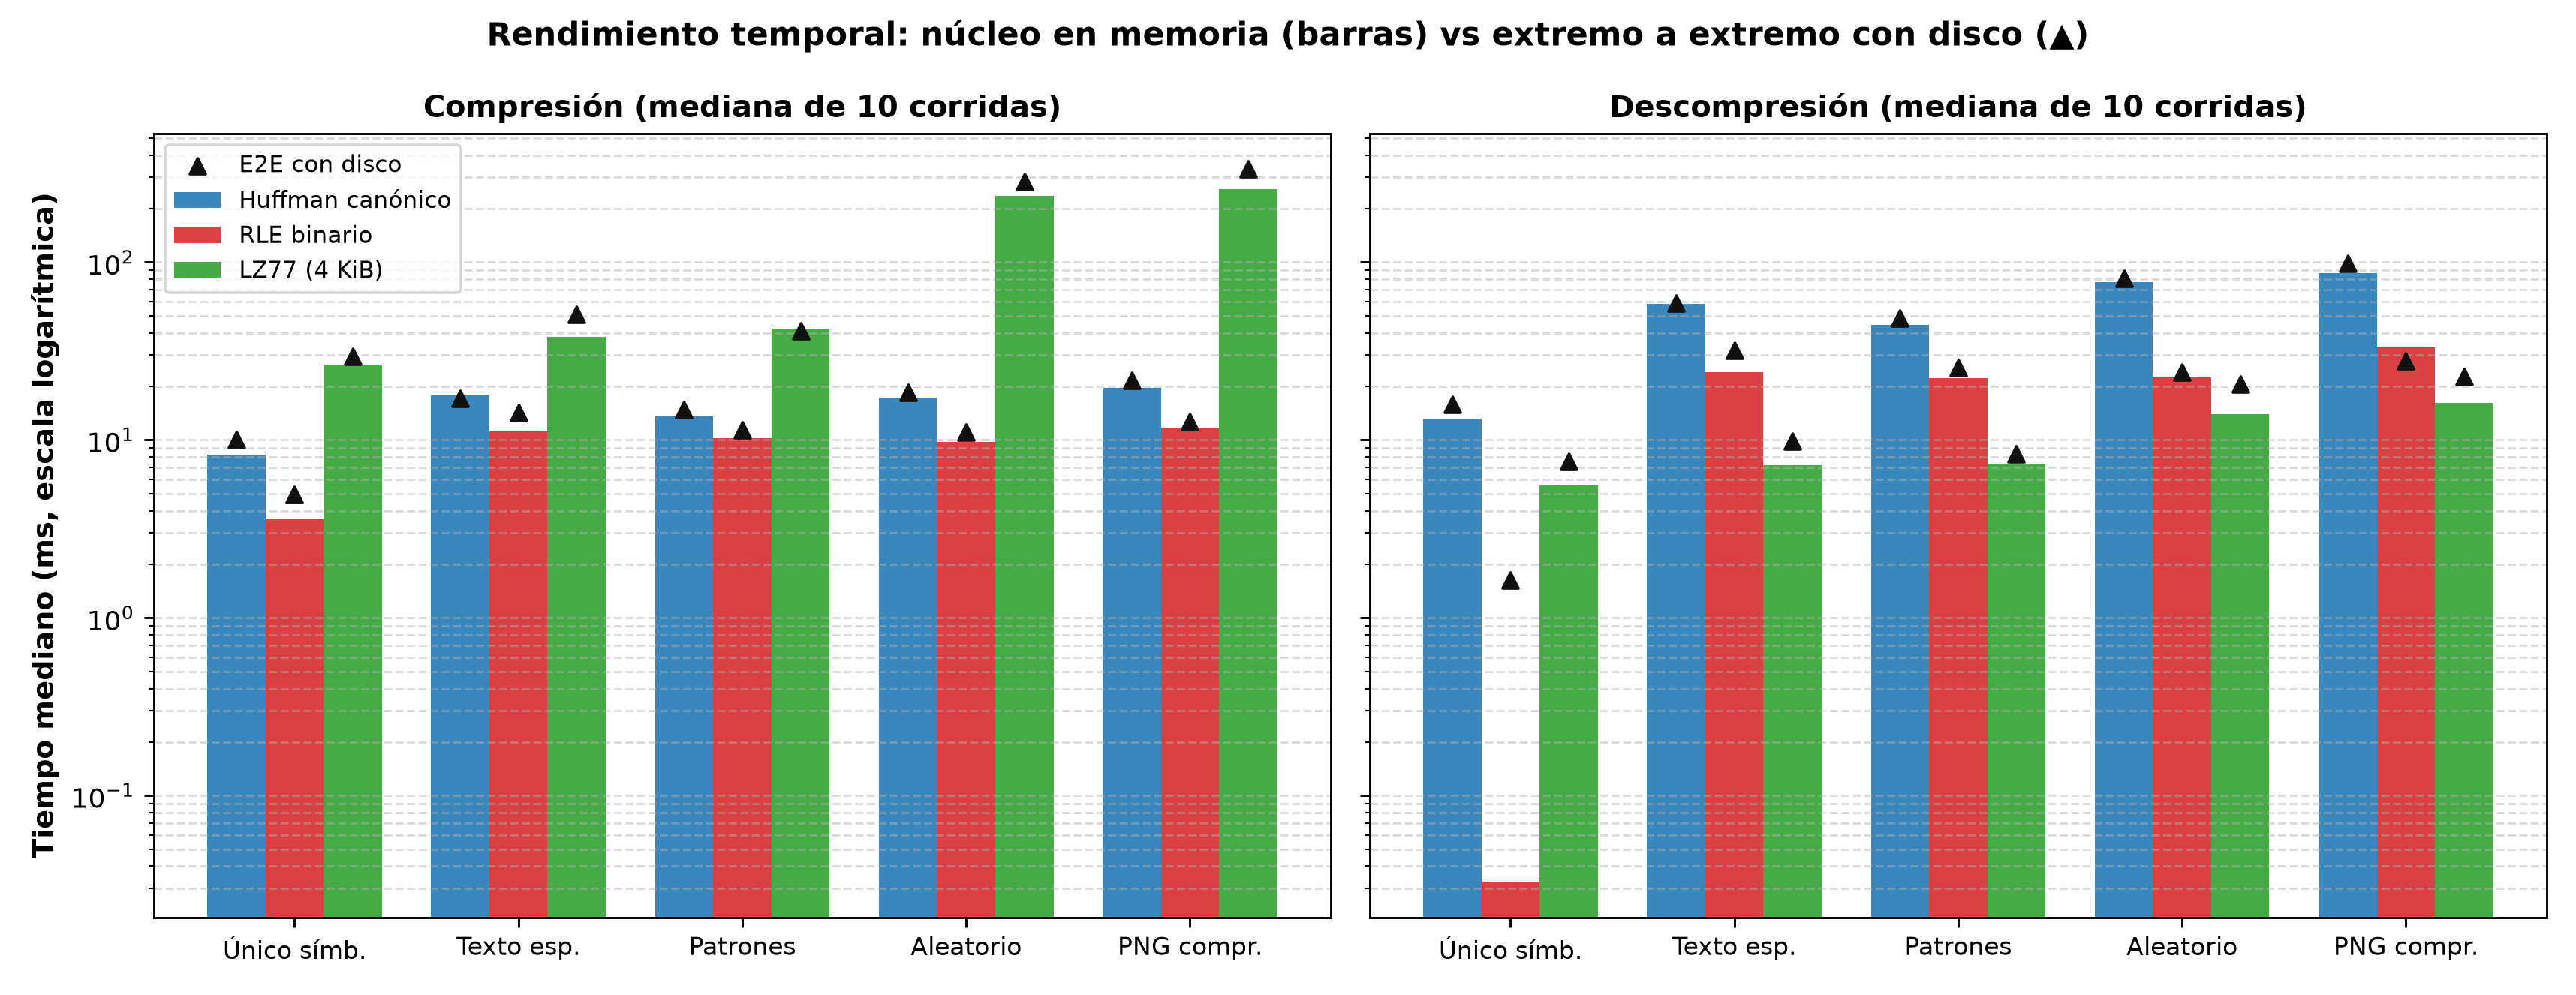 Rendimiento temporal: núcleo en memoria (barras) vs extremo a extremo con disco (▲)
Compresión (mediana de 10 corridas)
Tiempo mediano (ms, escala logarítmica)
10²
10¹
10⁰
10⁻¹
E2E con disco
Huffman canónico
RLE binario
LZ77 (4 KiB)
Único símb.
Texto esp.
Patrones
Aleatorio
PNG compr.
Descompresión (mediana de 10 corridas)
Único símb.
Texto esp.
Patrones
Aleatorio
PNG compr.